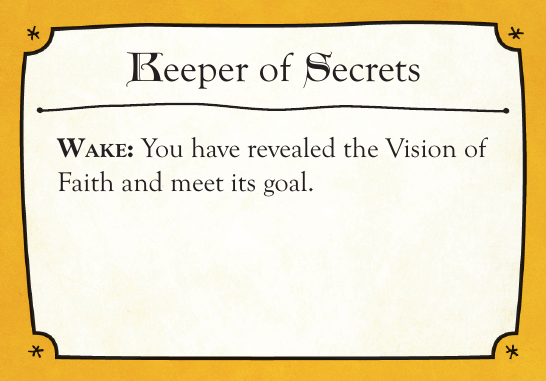 Keeper of Secrets
WAKE: You have revealed the Vision of
Faith and meet its goal.